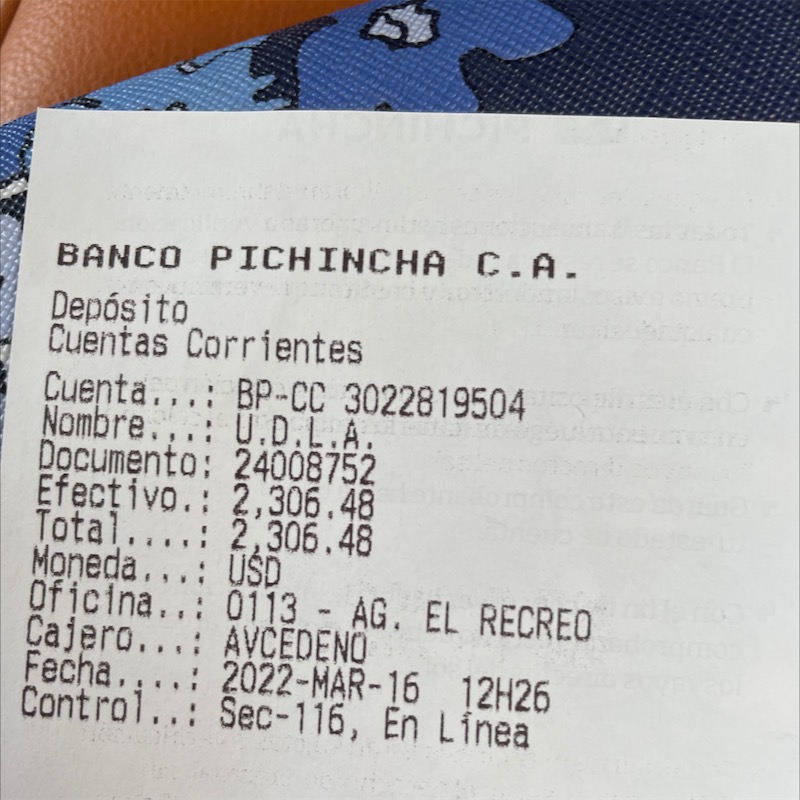 BANCO PICHINCHA C.A.
Depósito
Cuentas Corrientes
Cuenta...: BP-CC 3022819504
Nombre...: U.D.L.A.
Documento: 24008752
Efectivo.: 2,306.48
Total....: 2,306.48
Moneda...: USD
Oficina..: 0113 - AG. EL RECREO
Cajero...: AVCEDENO
Fecha....: 2022-MAR-16 12H26
Control..: Sec-116, En Línea